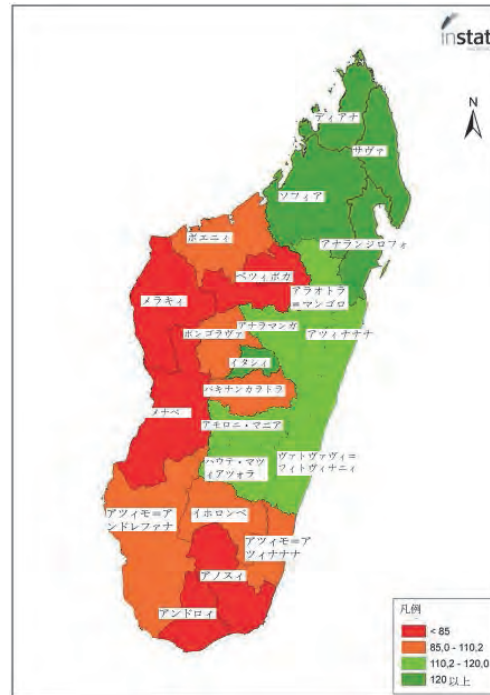 instat
N
ディアナ
サヴァ
ソフィア
アナランジロフィ
ボエニィ
ベツィボガ
メラキィ
アラオトラ
=マンゴロ
アナラマンガ
ボンゴラヴァ
アツィナナナ
イタシィ
バキナンカラトラ
メナベ
アモロニ・マニア
ハウテ・マツ
ィアツォラ
ヴァトヴァヴィ=
フィトヴィナニィ
アツィモ=ア
ンドレファナ
イホロンベ
アツィモ=ア
ツィナナナ
アノスィ
アンドロィ
凡例
< 85
85,0 - 110,2
110,2 - 120,0
120 以上